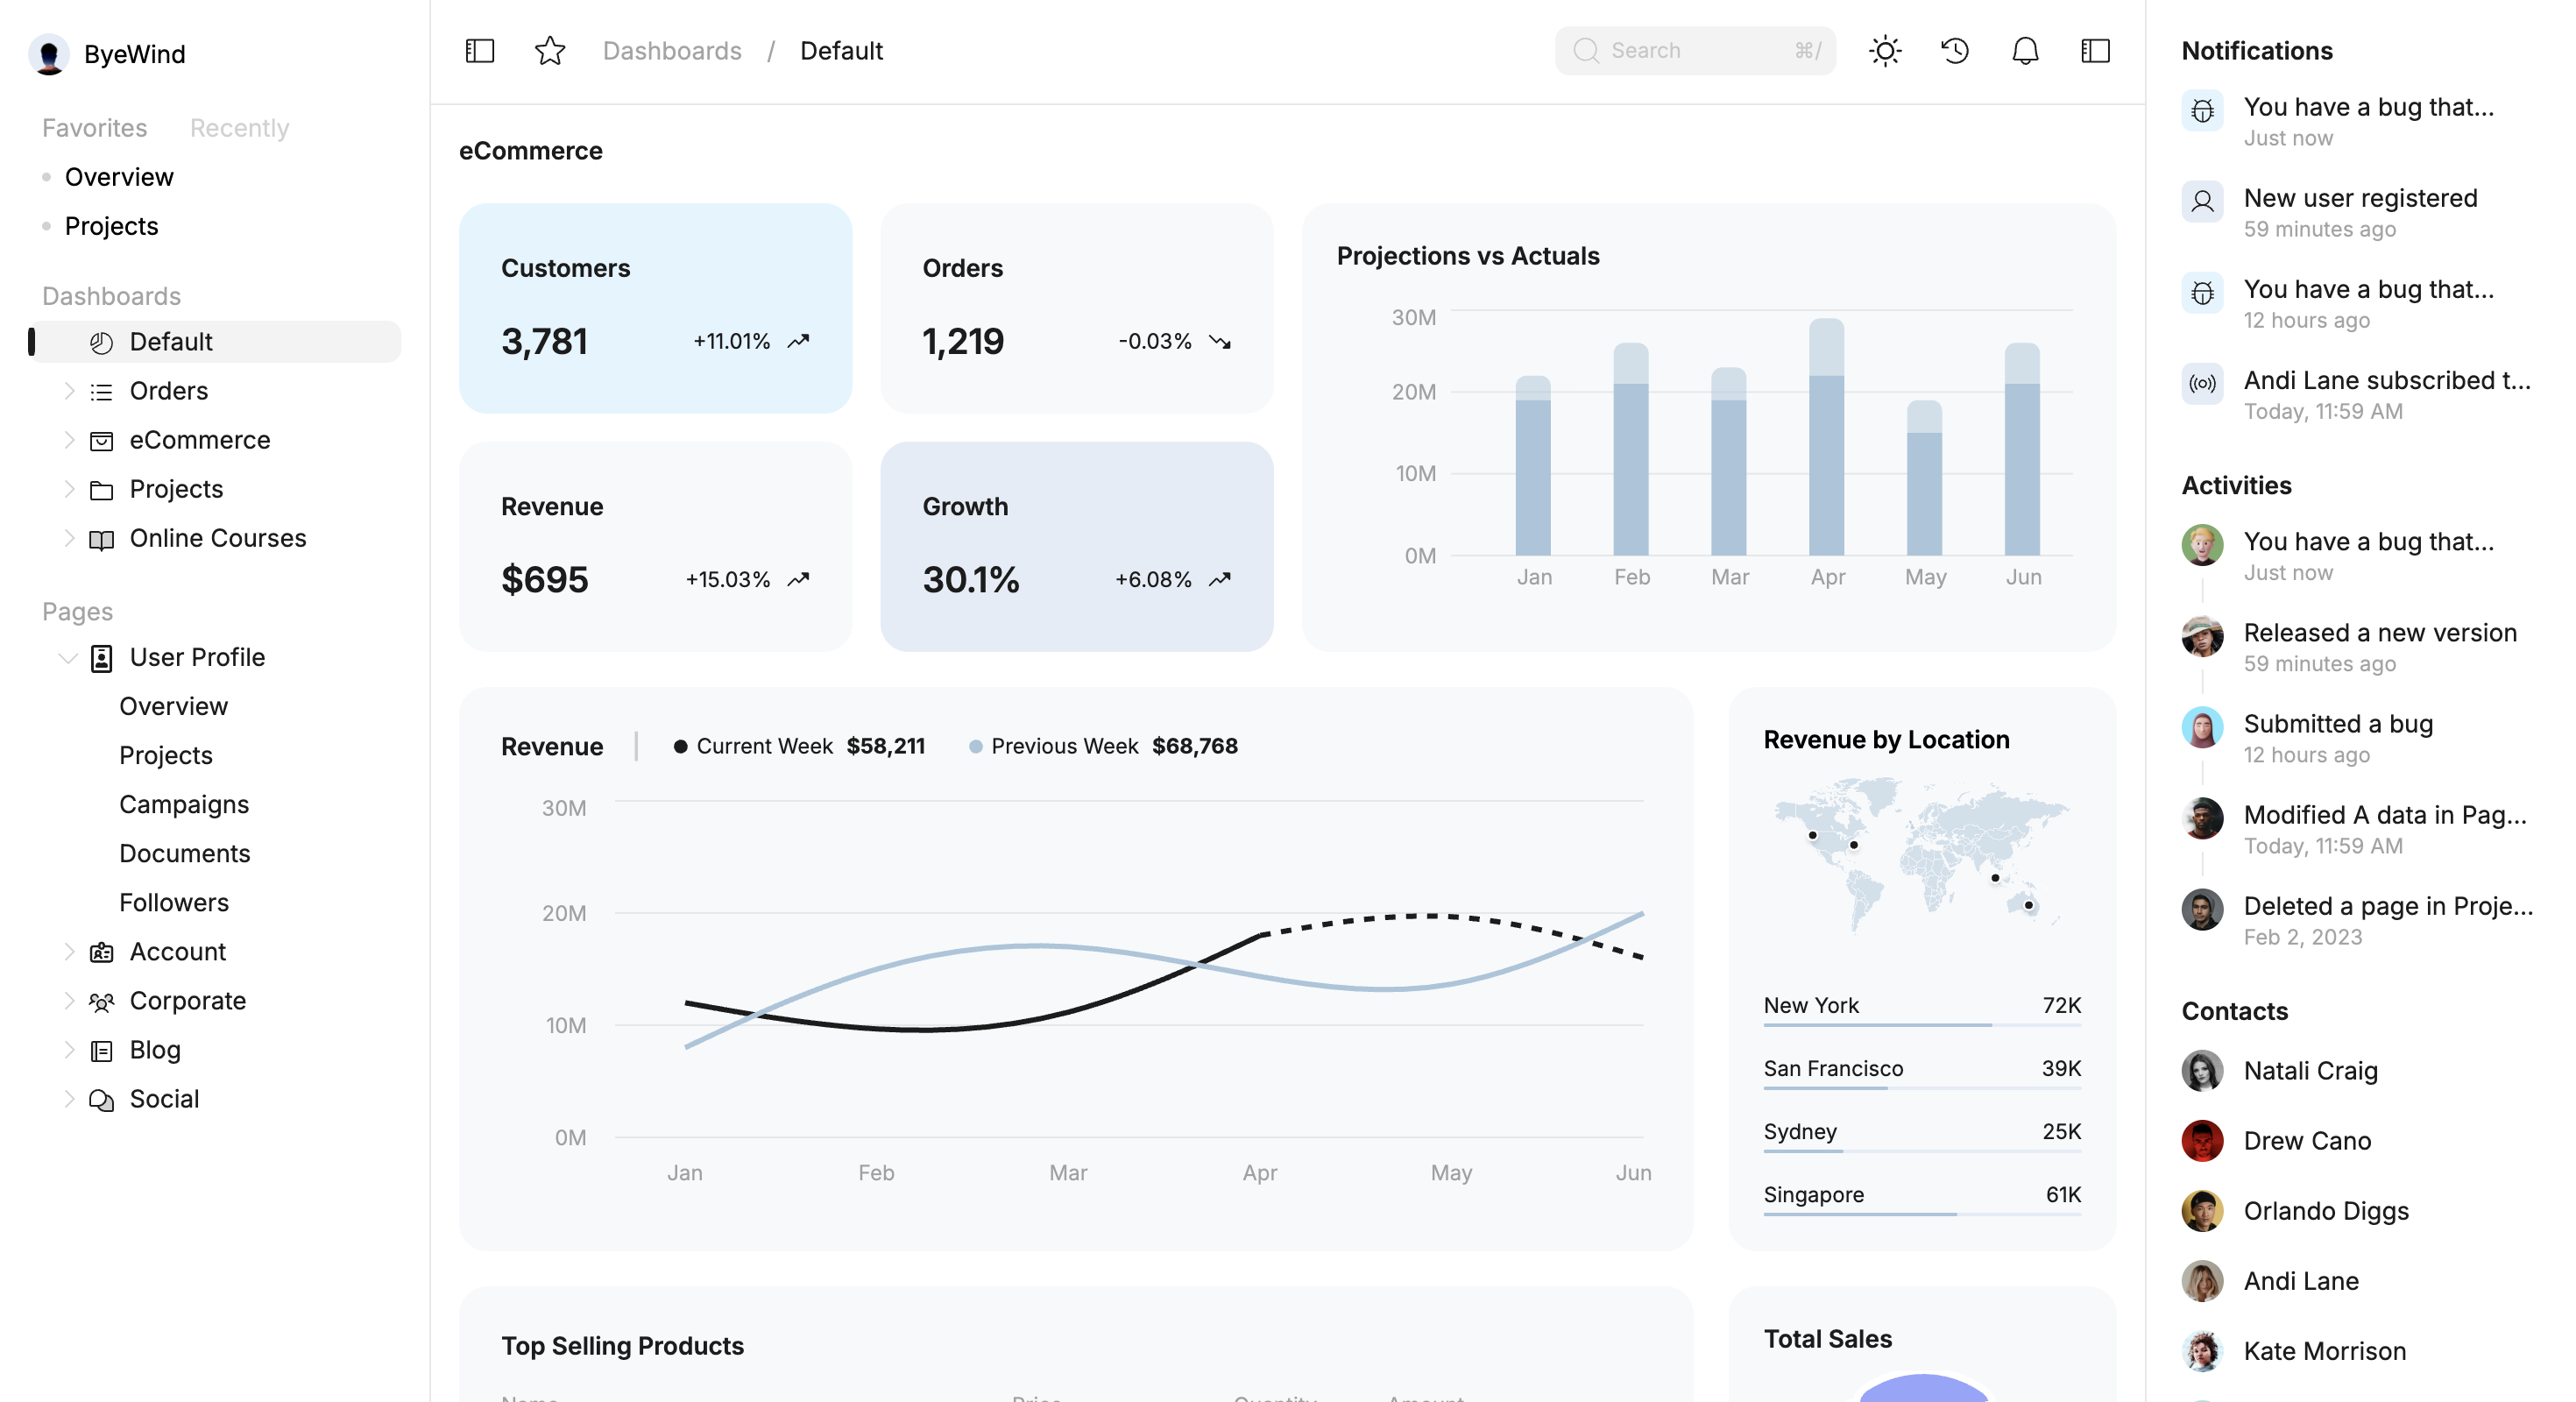 ByeWind
Favorites Recently
Overview
Projects
Dashboards
Default
Orders
eCommerce
Projects
Online Courses
Pages
User Profile
Overview
Projects
Campaigns
Documents
Followers
Account
Corporate
Blog
Social
Dashboards / Default
Search ⌘/
eCommerce
Customers
3,781 +11.01%
Orders
1,219 -0.03%
Revenue
$695 +15.03%
Growth
30.1% +6.08%
Projections vs Actuals
30M
20M
10M
0M
Jan Feb Mar Apr May Jun
Revenue Current Week $58,211 Previous Week $68,768
30M
20M
10M
0M
Jan Feb Mar Apr May Jun
Revenue by Location
New York 72K
San Francisco 39K
Sydney 25K
Singapore 61K
Top Selling Products
Name Price Quantity Amount
Total Sales
Notifications
You have a bug that...
Just now
New user registered
59 minutes ago
You have a bug that...
12 hours ago
Andi Lane subscribed t...
Today, 11:59 AM
Activities
You have a bug that...
Just now
Released a new version
59 minutes ago
Submitted a bug
12 hours ago
Modified A data in Pag...
Today, 11:59 AM
Deleted a page in Proje...
Feb 2, 2023
Contacts
Natali Craig
Drew Cano
Orlando Diggs
Andi Lane
Kate Morrison